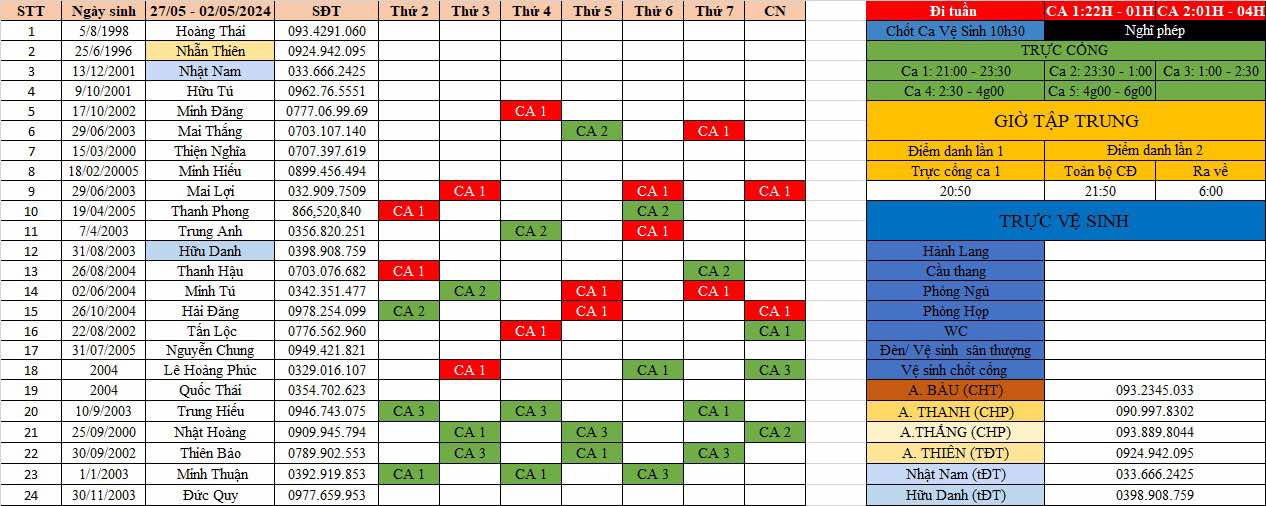 STT Ngày sinh 27/05 - 02/05/2024 SĐT Thứ 2 Thứ 3 Thứ 4 Thứ 5 Thứ 6 Thứ 7 CN Đi tuần CA 1:22H - 01H CA 2:01H - 04H
1 5/8/1998 Hoàng Thái 093.4291.060 Chốt Ca Vệ Sinh 10h30 Nghĩ phép
2 25/6/1996 Nhẫn Thiên 0924.942.095 TRỰC CỔNG
3 13/12/2001 Nhật Nam 033.666.2425 Ca 1: 21:00 - 23:30 Ca 2: 23:30 - 1:00 Ca 3: 1:00 - 2:30
4 9/10/2001 Hữu Tú 0962.76.5551 Ca 4: 2:30 - 4g00 Ca 5: 4g00 - 6g00
5 17/10/2002 Minh Đăng 0777.06.99.69 CA 1
6 29/06/2003 Mai Thắng 0703.107.140 CA 2 CA 1 GIỜ TẬP TRUNG
7 15/03/2000 Thiện Nghĩa 0707.397.619 Điểm danh lần 1 Điểm danh lần 2
8 18/02/20005 Minh Hiếu 0899.456.494 Trực cổng ca 1 Toàn bộ CĐ Ra về
9 29/06/2003 Mai Lợi 032.909.7509 CA 1 CA 1 CA 1 20:50 21:50 6:00
10 19/04/2005 Thanh Phong 866,520,840 CA 1 CA 2
11 7/4/2003 Trung Anh 0356.820.251 CA 2 CA 1 TRỰC VỆ SINH
12 31/08/2003 Hữu Danh 0398.908.759 Hành Lang
13 26/08/2004 Thanh Hậu 0703.076.682 CA 1 CA 2 Cầu thang
14 02/06/2004 Minh Tú 0342.351.477 CA 2 CA 1 CA 1 Phòng Ngủ
15 26/10/2004 Hải Đăng 0978.254.099 CA 2 CA 1 CA 1 Phòng Họp
16 22/08/2002 Tấn Lộc 0776.562.960 CA 1 CA 1 WC
17 31/07/2005 Nguyễn Chung 0949.421.821 Đèn/ Vệ sinh sân thượng
18 2004 Lê Hoàng Phúc 0329.016.107 CA 1 CA 1 CA 3 Vệ sinh chốt cổng
19 2004 Quốc Thái 0354.702.623 A. BÀU (CHT) 093.2345.033
20 10/9/2003 Trung Hiếu 0946.743.075 CA 3 CA 3 CA 1 A. THANH (CHP) 090.997.8302
21 25/09/2000 Nhật Hoàng 0909.945.794 CA 1 CA 3 CA 2 A.THẮNG (CHP) 093.889.8044
22 30/09/2002 Thiên Bảo 0789.902.553 CA 3 CA 1 CA 3 A. THIÊN (TĐT) 0924.942.095
23 1/1/2003 Minh Thuận 0392.919.853 CA 1 CA 1 CA 3 Nhật Nam (tĐT) 033.666.2425
24 30/11/2003 Đức Quy 0977.659.953 Hữu Danh (tĐT) 0398.908.759